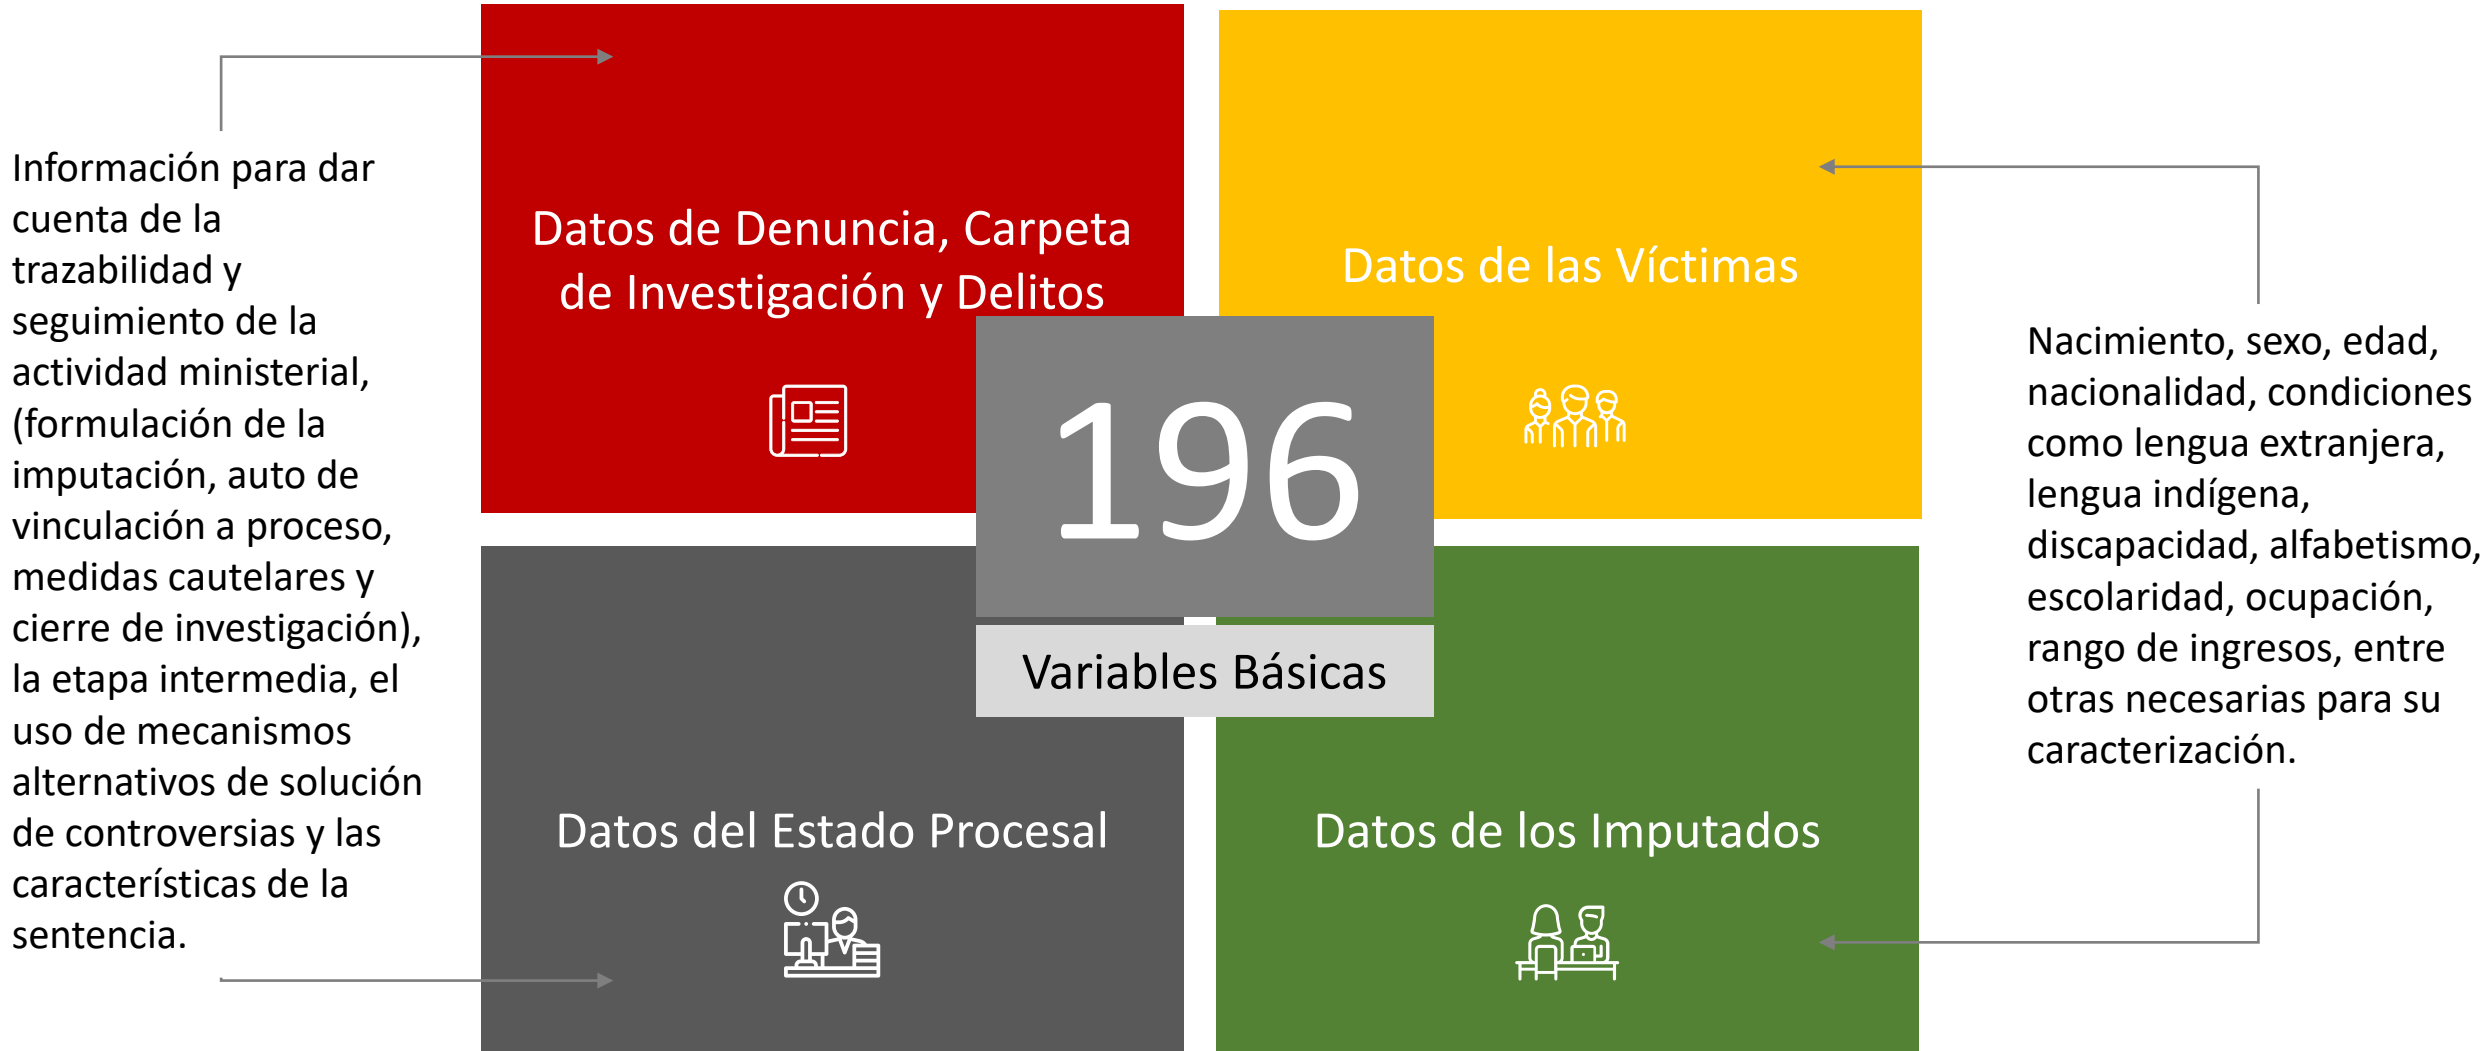 Información para dar
cuenta de la
trazabilidad y
seguimiento de la
actividad ministerial,
(formulación de la
imputación, auto de
vinculación a proceso,
medidas cautelares y
cierre de investigación),
la etapa intermedia, el
uso de mecanismos
alternativos de solución
de controversias y las
características de la
sentencia.
Datos de Denuncia, Carpeta
de Investigación y Delitos
Datos de las Víctimas
196
Variables Básicas
Datos del Estado Procesal
Datos de los Imputados
Nacimiento, sexo, edad,
nacionalidad, condiciones
como lengua extranjera,
lengua indígena,
discapacidad, alfabetismo,
escolaridad, ocupación,
rango de ingresos, entre
otras necesarias para su
caracterización.